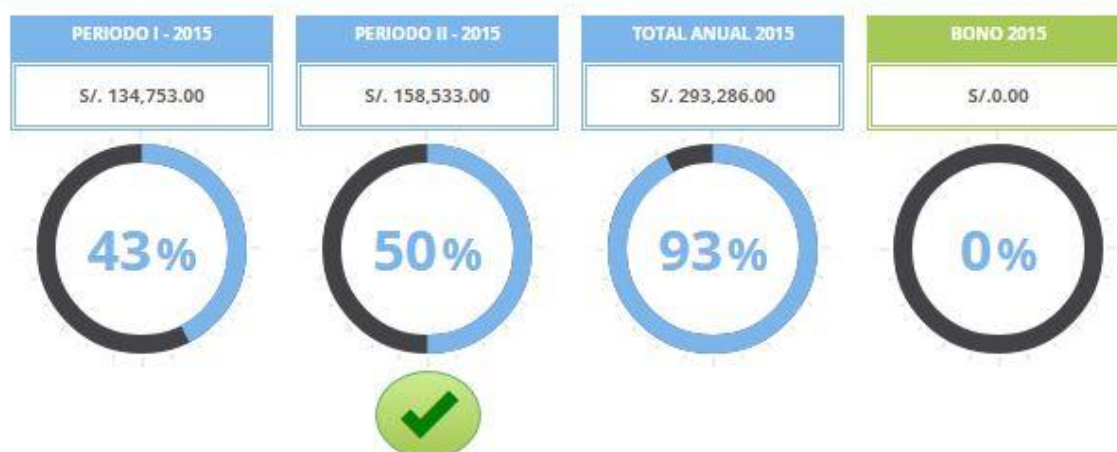 PERIODO I - 2015
S/. 134,753.00
43%
PERIODO II - 2015
S/. 158,533.00
50%
TOTAL ANUAL 2015
S/. 293,286.00
93%
BONO 2015
S/.0.00
0%